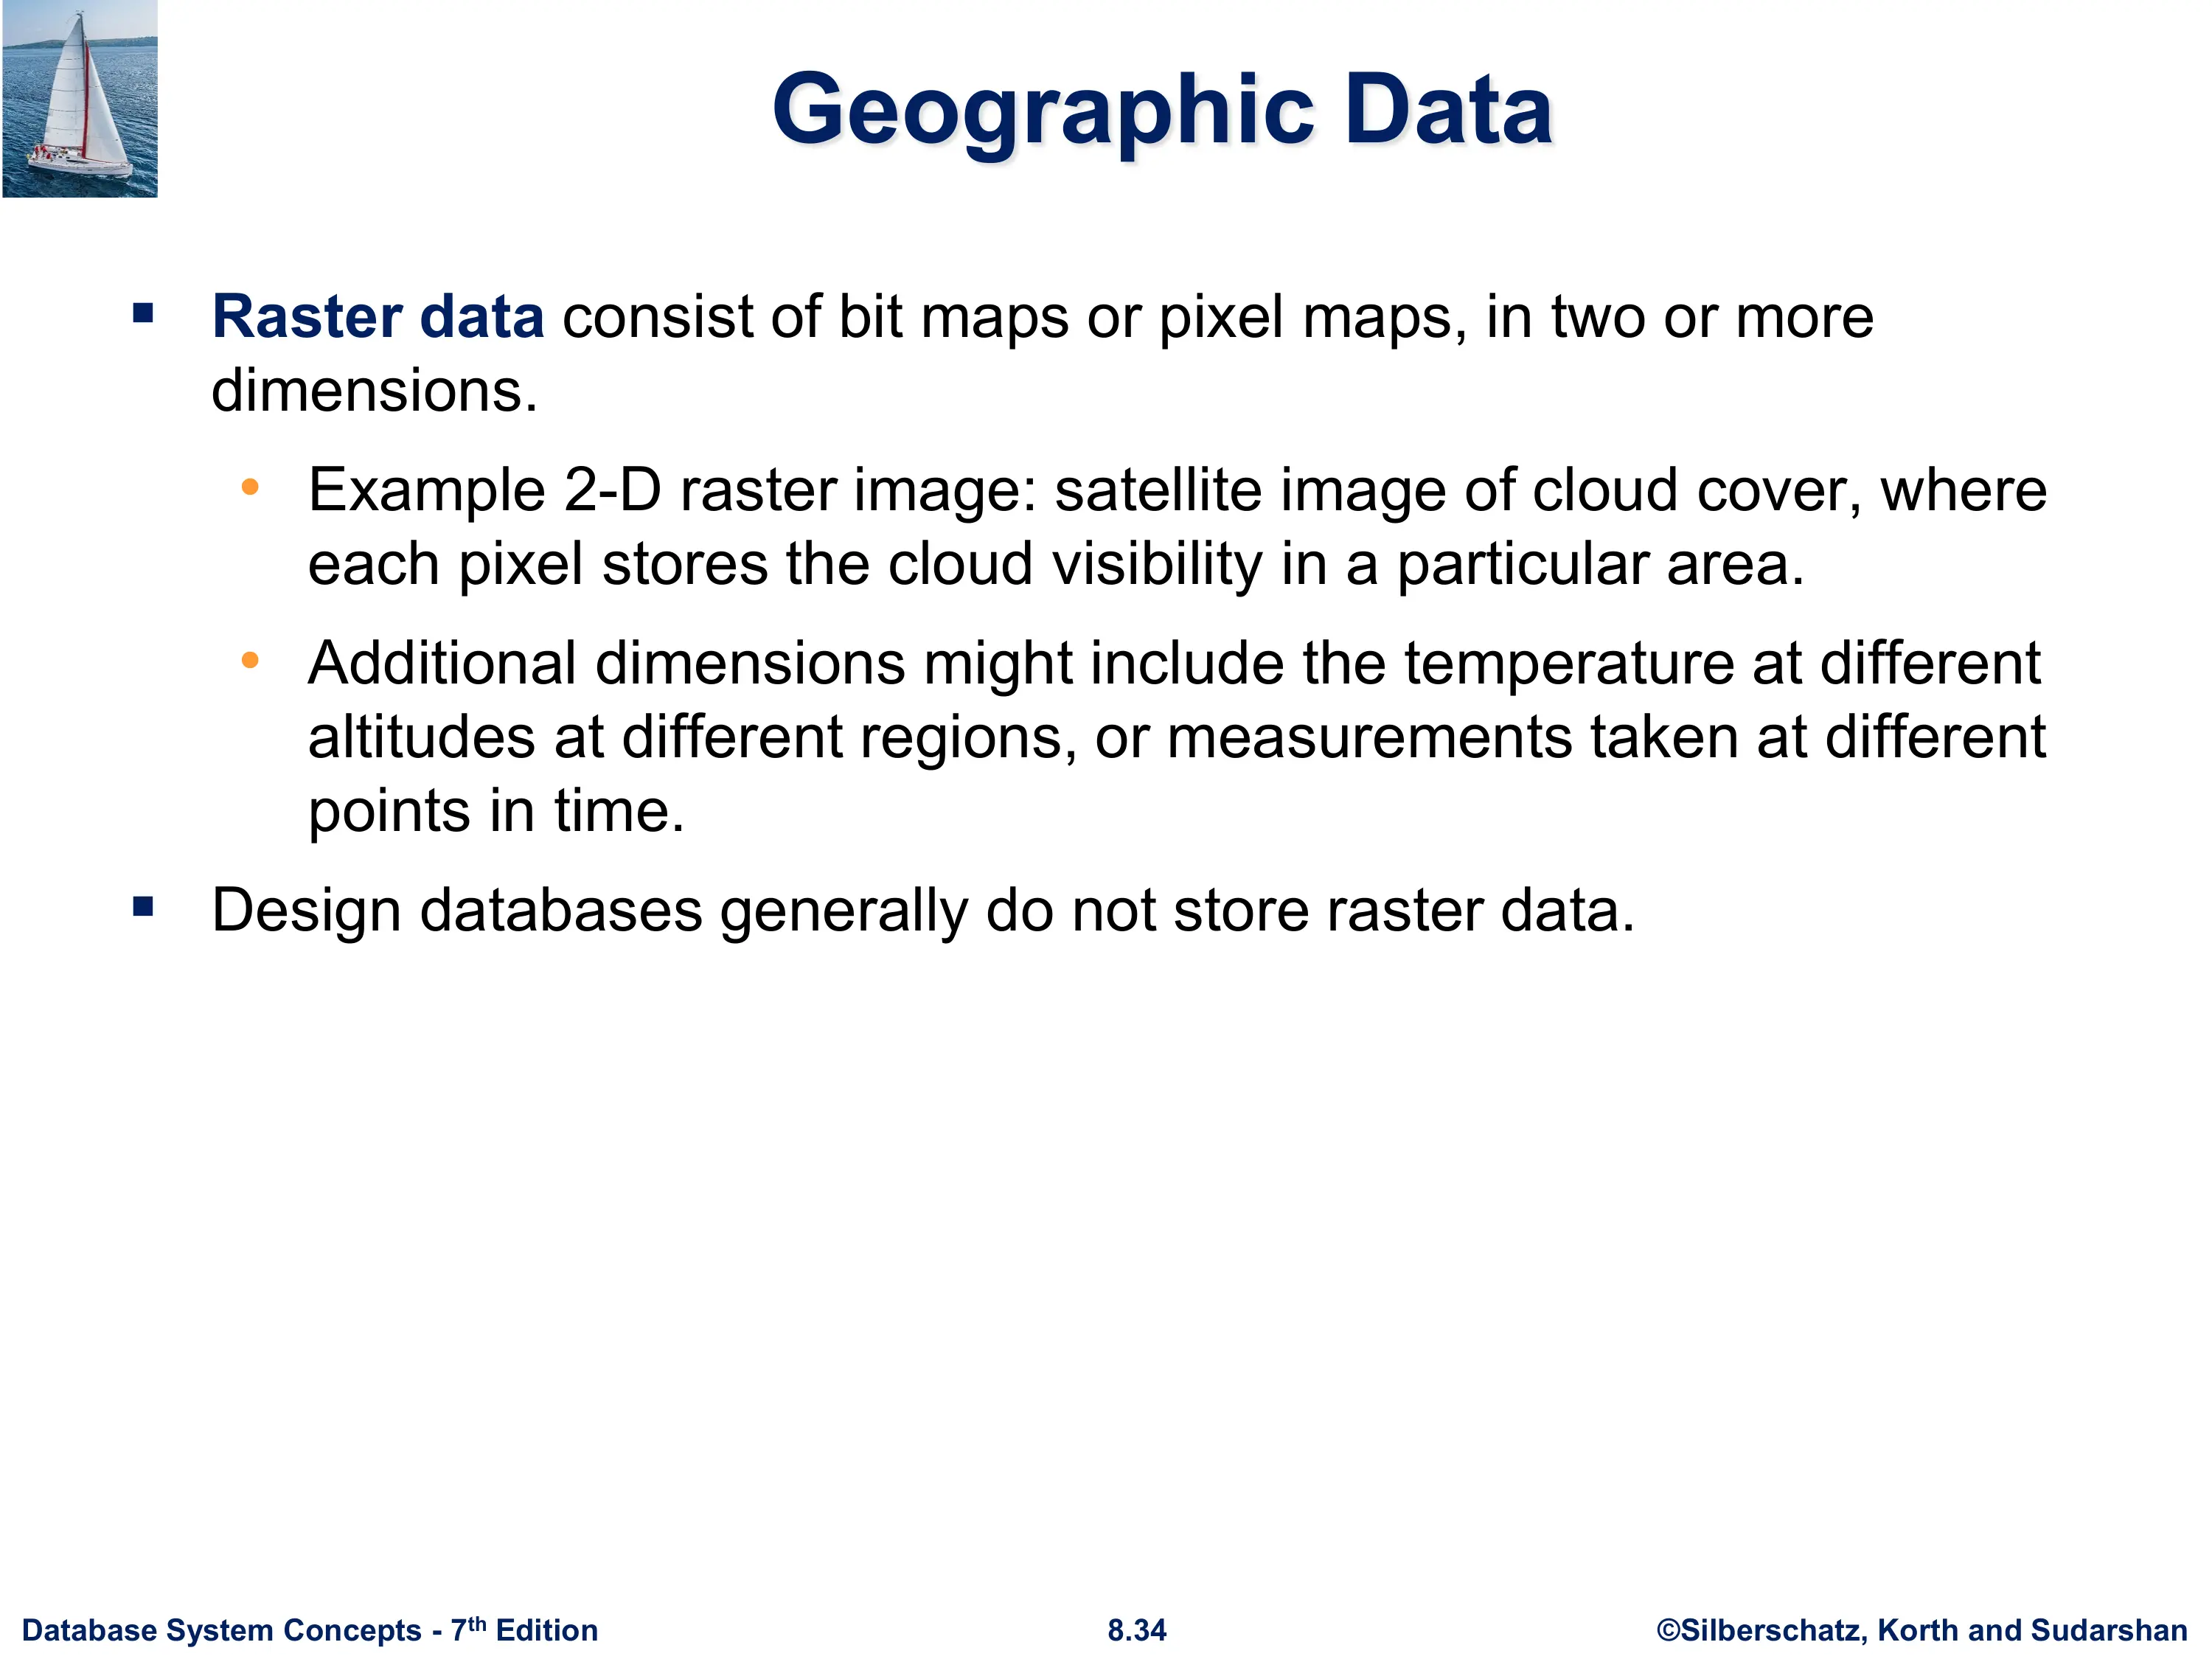 Geographic Data
▪ Raster data consist of bit maps or pixel maps, in two or more
dimensions.
• Example 2-D raster image: satellite image of cloud cover, where
each pixel stores the cloud visibility in a particular area.
• Additional dimensions might include the temperature at different
altitudes at different regions, or measurements taken at different
points in time.
▪ Design databases generally do not store raster data.
Database System Concepts - 7th Edition 8.34 ©Silberschatz, Korth and Sudarshan